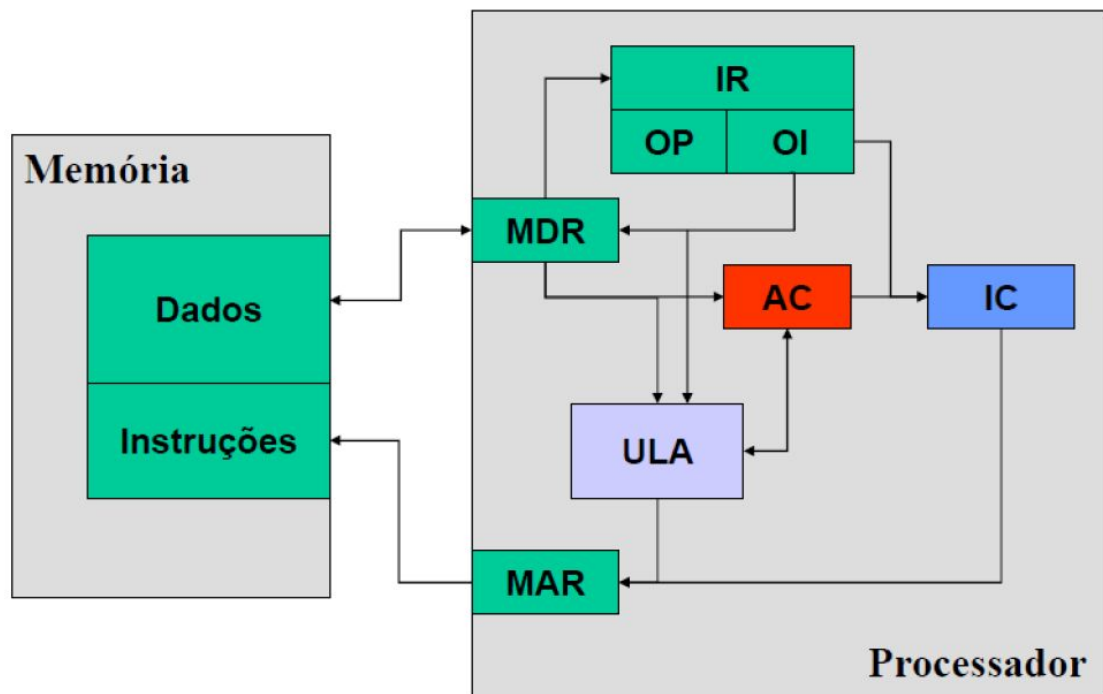 IR
OP OI
Memória
MDR
Dados
AC
IC
Instruções
ULA
MAR
Processador